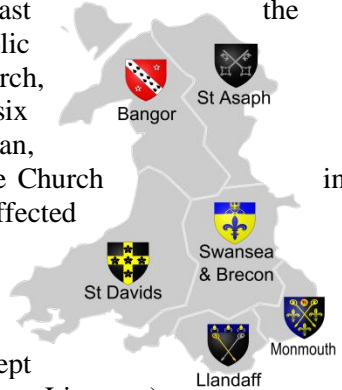 ast the
lic
rch,
Bangor
St Asaph
six
an,
e Church in
ffected
Swansea
& Brecon
St Davids
Monmouth
ept
Llandaff